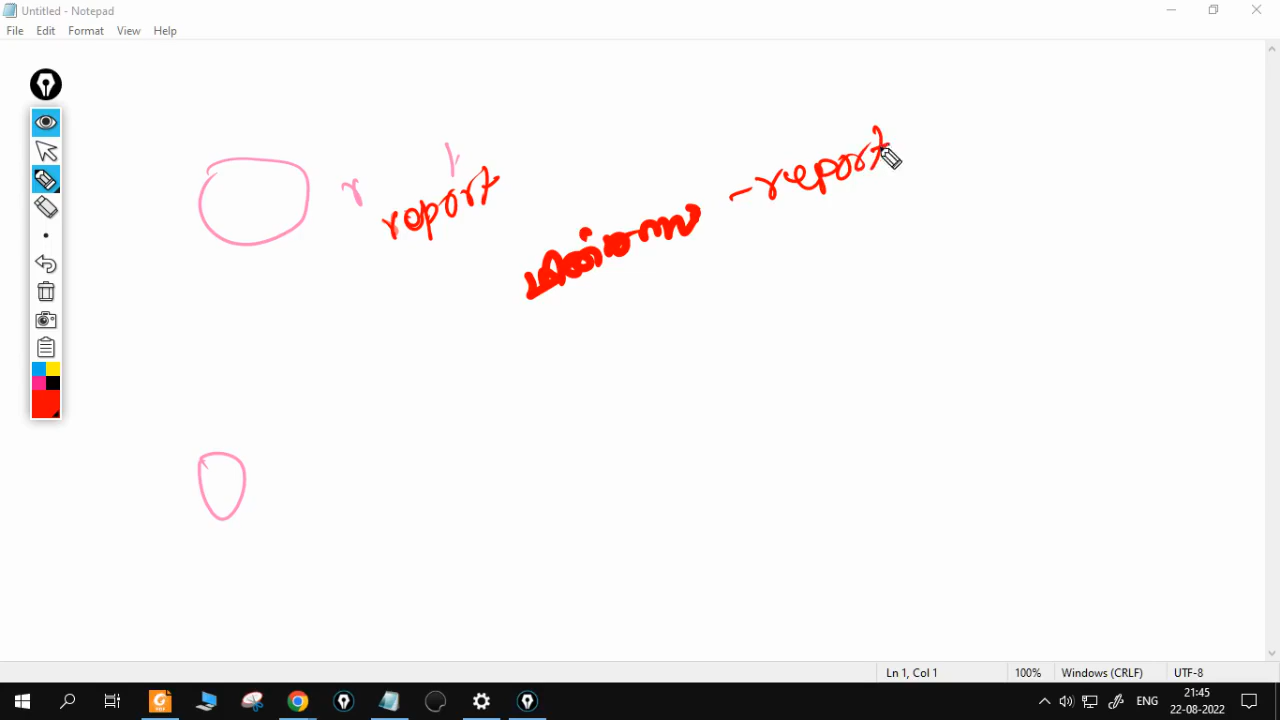 Untitled - Notepad
File Edit Format View Help
r
report
-report
Ln 1, Col 1 100% Windows (CRLF) UTF-8
ENG 21:45
22-08-2022